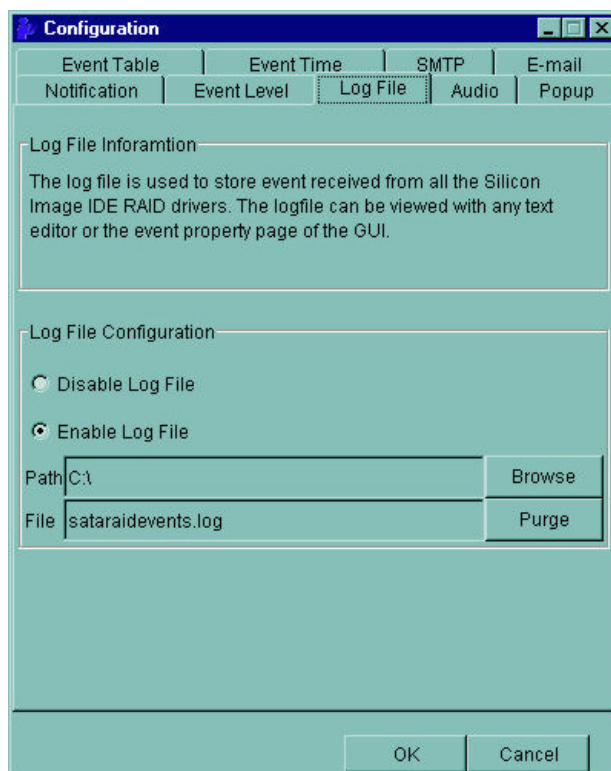 Configuration
Event Table Event Time SMTP E-mail
Notification Event Level Log File Audio Popup
Log File Inforamtion
The log file is used to store event received from all the Silicon
Image IDE RAID drivers. The logfile can be viewed with any text
editor or the event property page of the GUI.
Log File Configuration
Disable Log File
Enable Log File
Path C:\ Browse
File sataraidevents.log Purge
OK Cancel